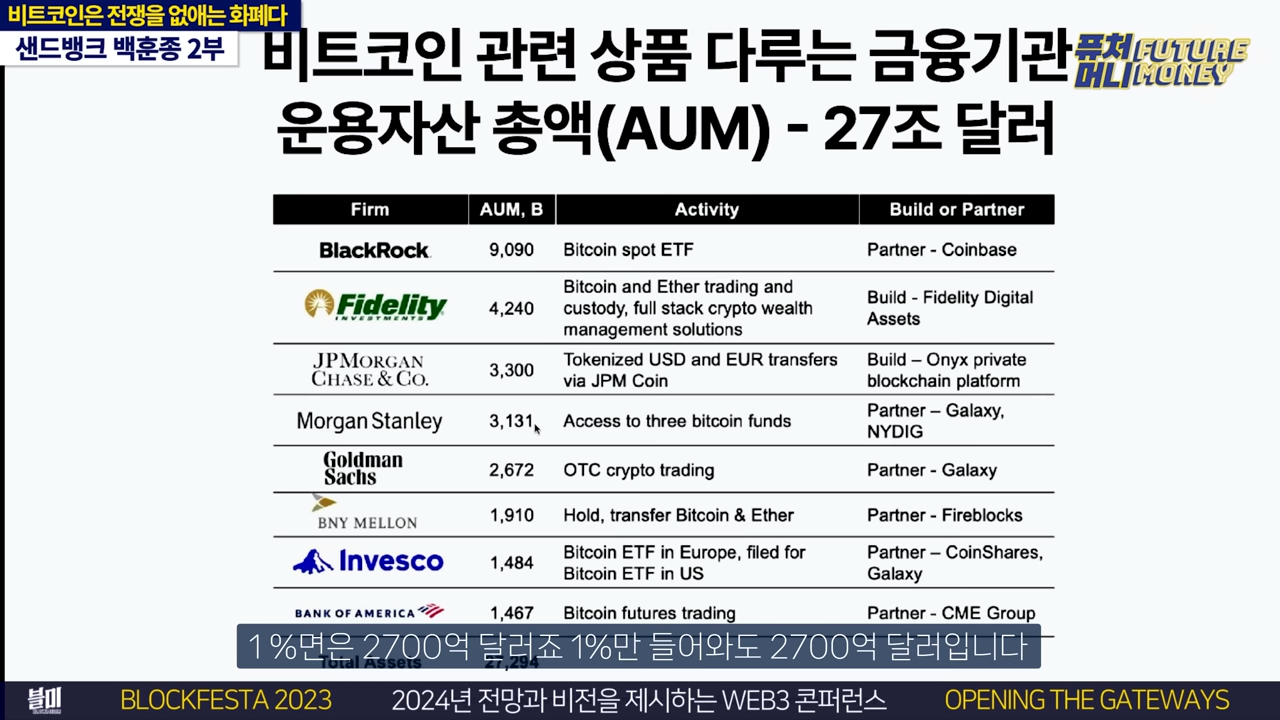 비트코인은 전쟁을 없애는 화폐다
샌드뱅크 백훈종 2부
비트코인 관련 상품 다루는 금융기관
운용자산 총액(AUM) - 27조 달러
퓨처머니 FUTURE MONEY
Firm AUM, B Activity Build or Partner
BlackRock 9,090 Bitcoin spot ETF Partner - Coinbase
Fidelity INVESTMENTS 4,240 Bitcoin and Ether trading and custody, full stack crypto wealth management solutions Build - Fidelity Digital Assets
JPMORGAN CHASE & CO. 3,300 Tokenized USD and EUR transfers via JPM Coin Build – Onyx private blockchain platform
Morgan Stanley 3,131 Access to three bitcoin funds Partner – Galaxy, NYDIG
Goldman Sachs 2,672 OTC crypto trading Partner - Galaxy
BNY MELLON 1,910 Hold, transfer Bitcoin & Ether Partner - Fireblocks
Invesco 1,484 Bitcoin ETF in Europe, filed for Bitcoin ETF in US Partner – CoinShares, Galaxy
BANK OF AMERICA 1,467 Bitcoin futures trading Partner - CME Group
Total Assets 27,294
1%면은 2700억 달러죠 1%만 들어와도 2700억 달러입니다
불미 BLOCKFESTA 2023 2024년 전망과 비전을 제시하는 WEB3 콘퍼런스 OPENING THE GATEWAYS